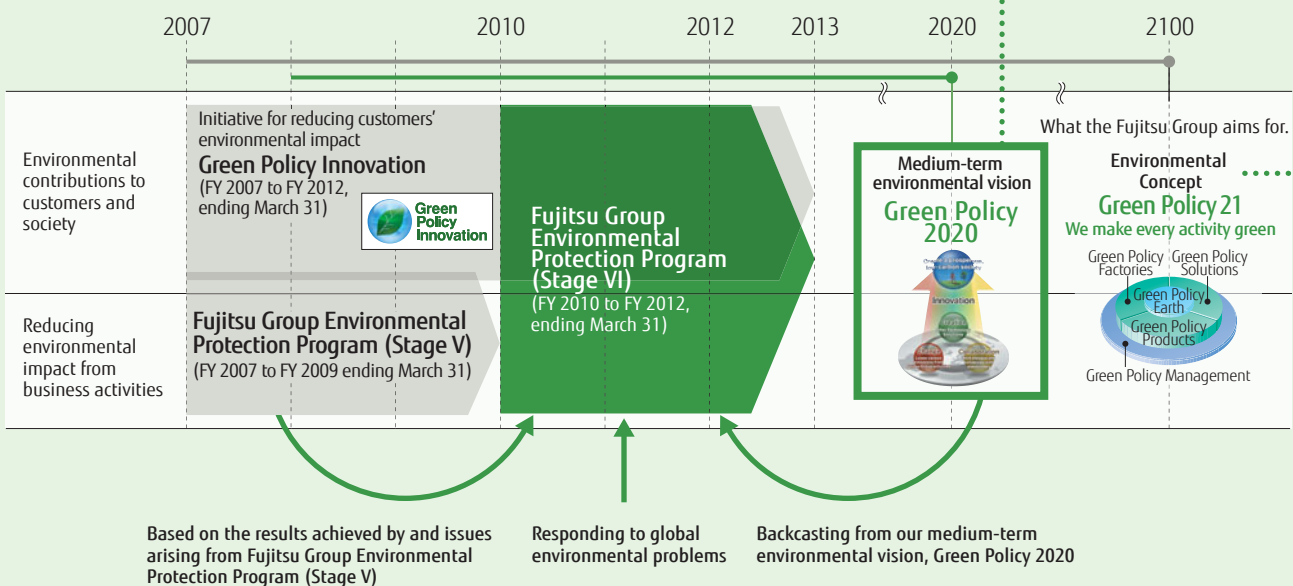 2007
2010
2012
2013
2020
2100
Environmental
contributions to
customers and
society
Initiative for reducing customers'
environmental impact
Green Policy Innovation
(FY 2007 to FY 2012,
ending March 31)
Green
Policy
Innovation
Fujitsu Group
Environmental
Protection Program
(Stage VI)
(FY 2010 to FY 2012,
ending March 31)
Medium-term
environmental vision
Green Policy
2020
Innovation
What the Fujitsu Group aims for.
Environmental
Concept
Green Policy 21
We make every activity green
Green Policy
Factories
Green Policy
Solutions
Green Policy
Earth
Green Policy
Products
Green Policy Management
Reducing
environmental
impact from
business activities
Fujitsu Group Environmental
Protection Program (Stage V)
(FY 2007 to FY 2009 ending March 31)
Based on the results achieved by and issues
arising from Fujitsu Group Environmental
Protection Program (Stage V)
Responding to global
environmental problems
Backcasting from our medium-term
environmental vision, Green Policy 2020